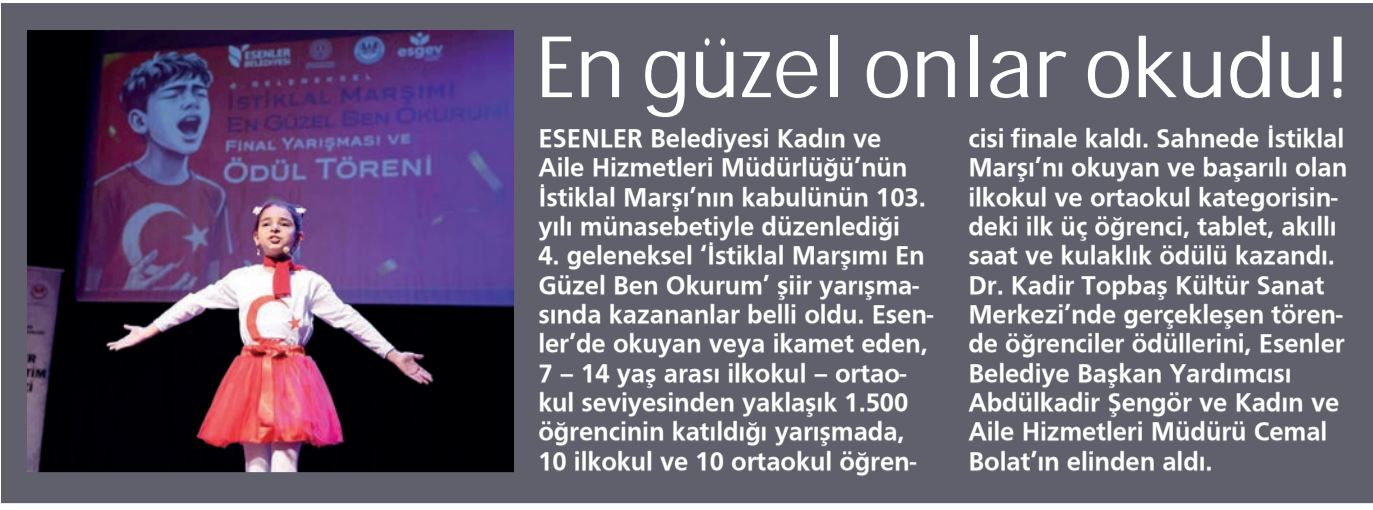 ESENLER
BELEDİYESİ
esgev
4. GELENEKSEL
İSTİKLAL MARŞIMI
EN GÜZEL BEN OKURUM!
FİNAL YARIŞMASI VE
ÖDÜL TÖRENİ
En güzel onlar okudu!
ESENLER Belediyesi Kadın ve
Aile Hizmetleri Müdürlüğü’nün
İstiklal Marşı’nın kabulünün 103.
yılı münasebetiyle düzenlediği
4. geleneksel ‘İstiklal Marşımı En
Güzel Ben Okurum’ şiir yarışma-
sında kazananlar belli oldu. Esen-
ler’de okuyan veya ikamet eden,
7 – 14 yaş arası ilkokul – ortao-
kul seviyesinden yaklaşık 1.500
öğrencinin katıldığı yarışmada,
10 ilkokul ve 10 ortaokul öğren-
cisi finale kaldı. Sahnede İstiklal
Marşı’nı okuyan ve başarılı olan
ilkokul ve ortaokul kategorisin-
deki ilk üç öğrenci, tablet, akıllı
saat ve kulaklık ödülü kazandı.
Dr. Kadir Topbaş Kültür Sanat
Merkezi’nde gerçekleşen tören-
de öğrenciler ödüllerini, Esenler
Belediye Başkan Yardımcısı
Abdülkadir Şengör ve Kadın ve
Aile Hizmetleri Müdürü Cemal
Bolat’ın elinden aldı.